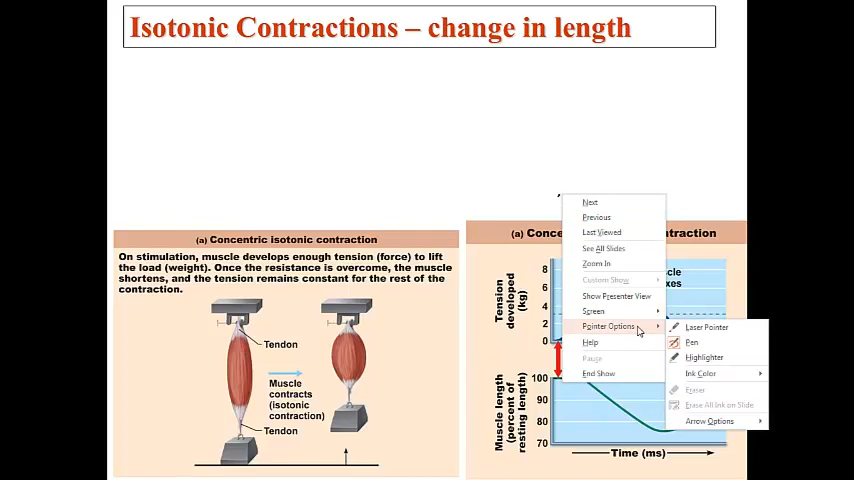 Isotonic Contractions – change in length
(a) Concentric isotonic contraction
On stimulation, muscle develops enough tension (force) to lift
the load (weight). Once the resistance is overcome, the muscle
shortens, and the tension remains constant for the rest of the
contraction.
Tendon
Muscle
contracts
(isotonic
contraction)
Tendon
(a)
Tension
developed
(kg)
8
6
4
2
0
Muscle length
(percent of
resting length)
100
90
80
70
Time (ms)
Next
Previous
Last Viewed
See All Slides
Zoom In
Custom Show
Show Presenter View
Screen
Pointer Options
Help
Pause
End Show
Laser Pointer
Pen
Highlighter
Ink Color
Eraser
Erase All Ink on Slide
Arrow Options